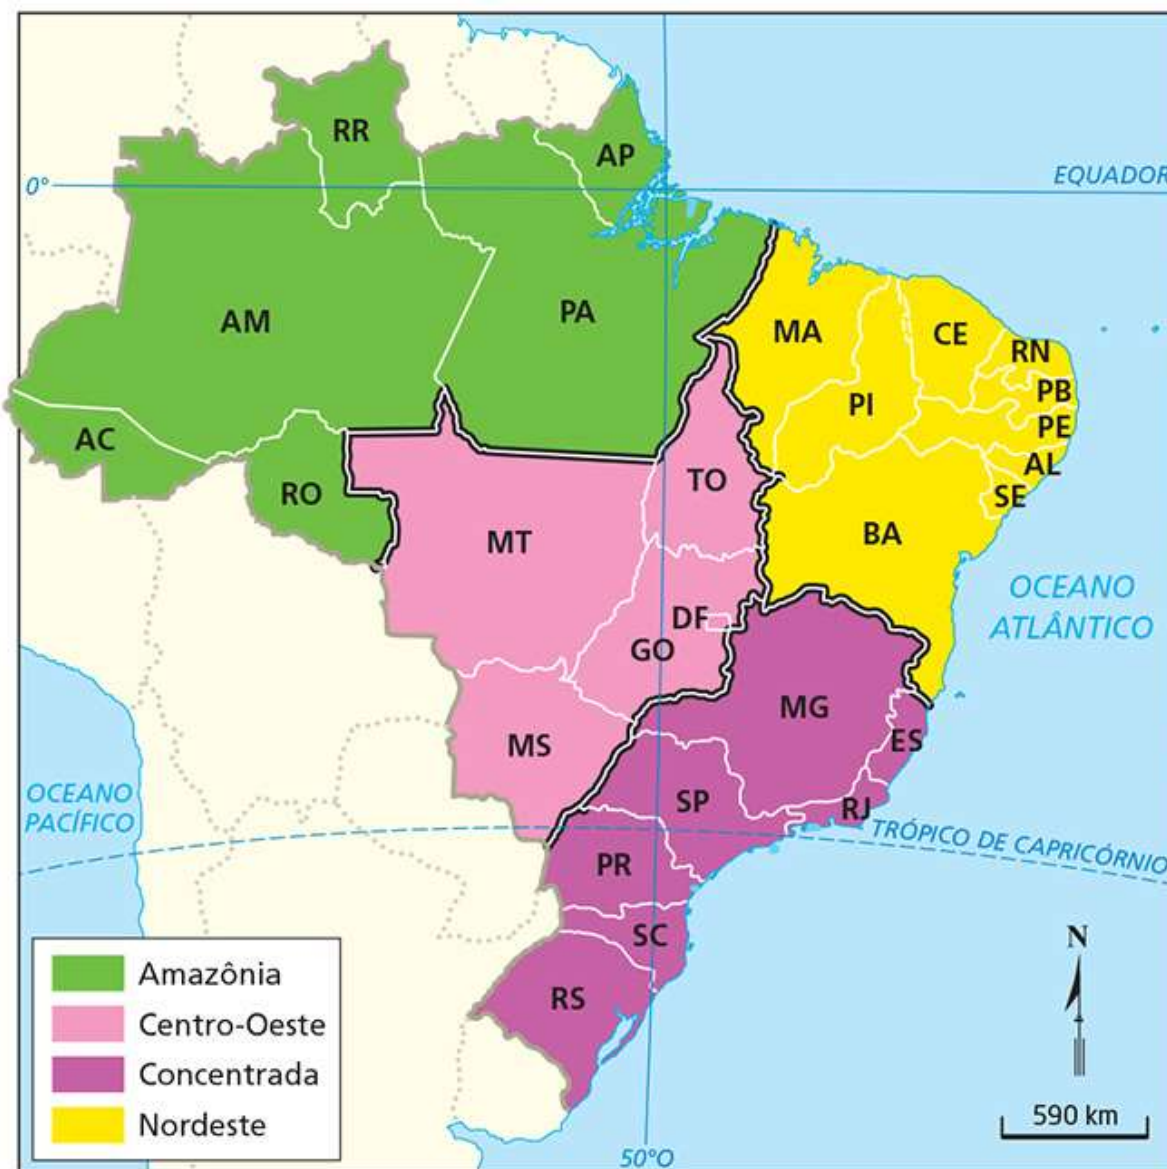 RR
AP
0°
EQUADOR
AM
PA
MA
CE
RN
PB
PI
PE
AC
AL
TO
RO
SE
BA
MT
OCEANO
ATLÂNTICO
DF
GO
MG
MS
ES
OCEANO
PACÍFICO
SP
RJ
TRÓPICO DE CAPRICÓRNIO
PR
SC
RS
N
Amazônia
Centro-Oeste
Concentrada
Nordeste
590 km
50°O